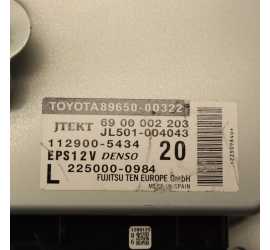 TOYOTA 89650-00322
JTEKT 69 00 002 203
JL501-004043
112900-5434
EPS12V DENSO 20
L 225000-0984
FUJITSU TEN EUROPE GmbH
MADE IN SPAIN